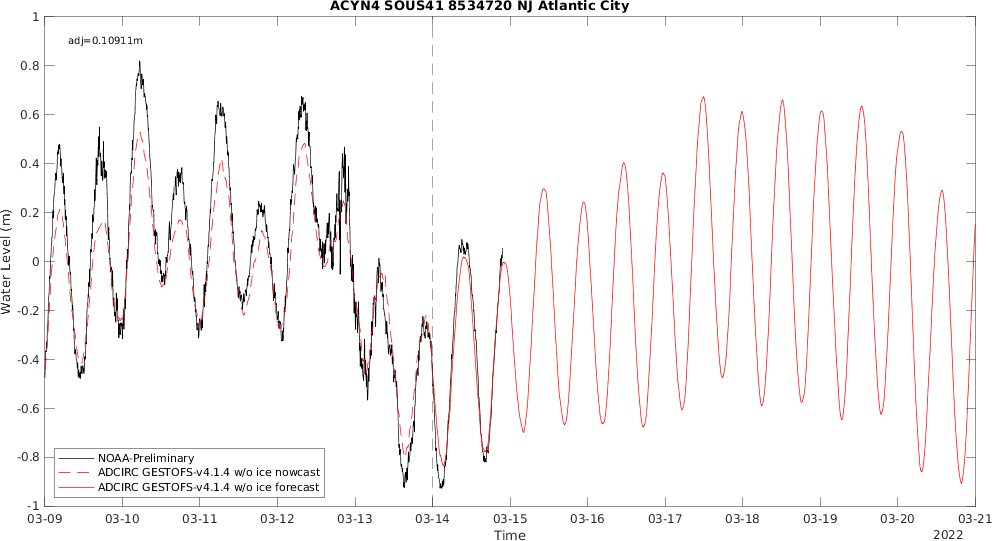 ACYN4 SOUS41 8534720 NJ Atlantic City
adj=0.10911m
1
0.8
0.6
0.4
0.2
0
-0.2
-0.4
-0.6
-0.8
-1
Water Level (m)
NOAA-Preliminary
ADCIRC GESTOFS-v4.1.4 w/o ice nowcast
ADCIRC GESTOFS-v4.1.4 w/o ice forecast
03-09 03-10 03-11 03-12 03-13 03-14 03-15 03-16 03-17 03-18 03-19 03-20 03-21
Time
2022